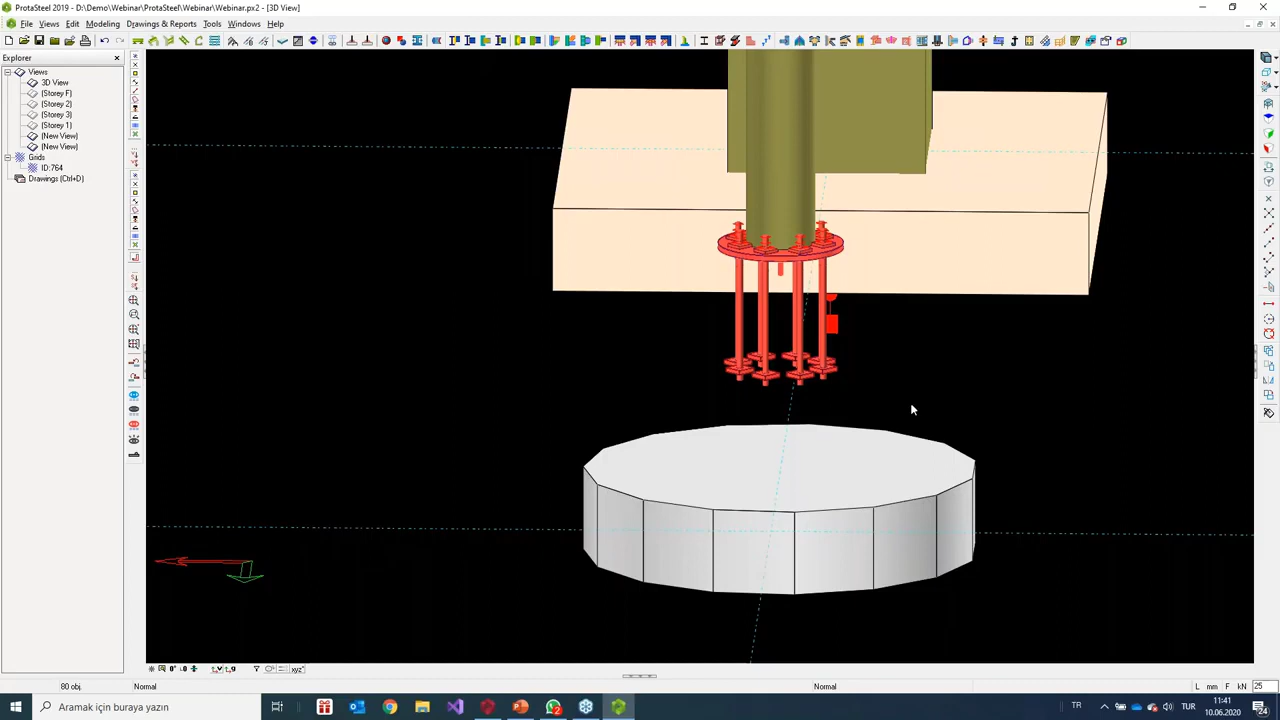 ProtaSteel 2019 - D:\Demo\Webinar\ProtaSteel\Webinar\Webinar.px2 - [3D View]
File Views Edit Modeling Drawings & Reports Tools Windows Help
Explorer
Views
3D View
(Storey F)
(Storey 2)
(Storey 3)
(Storey 1)
(New View)
(New View)
Grids
ID:764
Drawings (Ctrl+D)
80 obj. Normal Normal L mm F kN 25
Aramak için buraya yazın
TR TUR 11:41
10.06.2020